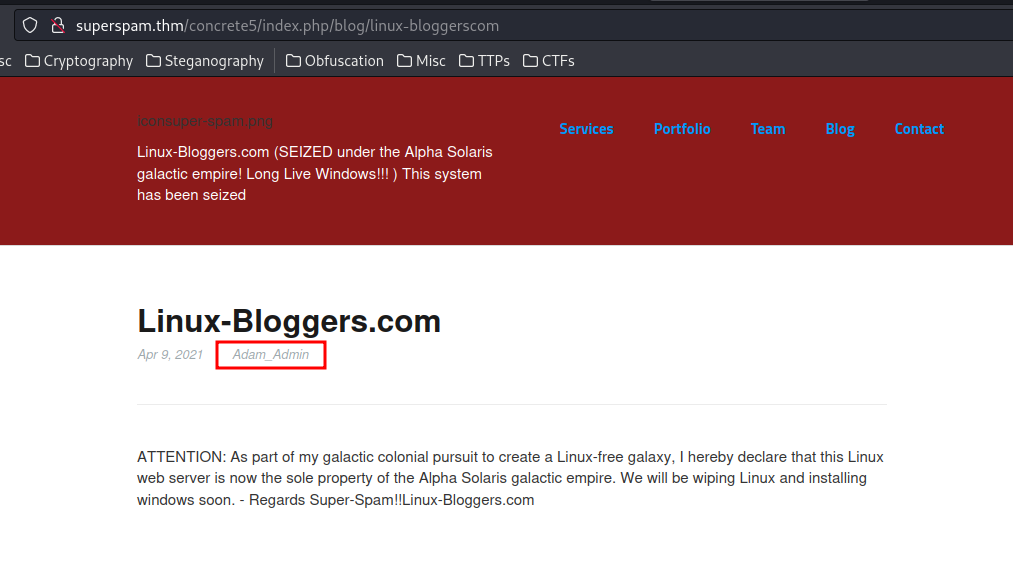 superspam.thm/concrete5/index.php/blog/linux-bloggerscom
sc Cryptography Steganography Obfuscation Misc TTPs CTFs
Iconsuper-spam.png
Services Portfolio Team Blog Contact
Linux-Bloggers.com (SEIZED under the Alpha Solaris
galactic empire! Long Live Windows!!! ) This system
has been seized
Linux-Bloggers.com
Apr 9, 2021 Adam_Admin
ATTENTION: As part of my galactic colonial pursuit to create a Linux-free galaxy, I hereby declare that this Linux
web server is now the sole property of the Alpha Solaris galactic empire. We will be wiping Linux and installing
windows soon. - Regards Super-Spam!!Linux-Bloggers.com